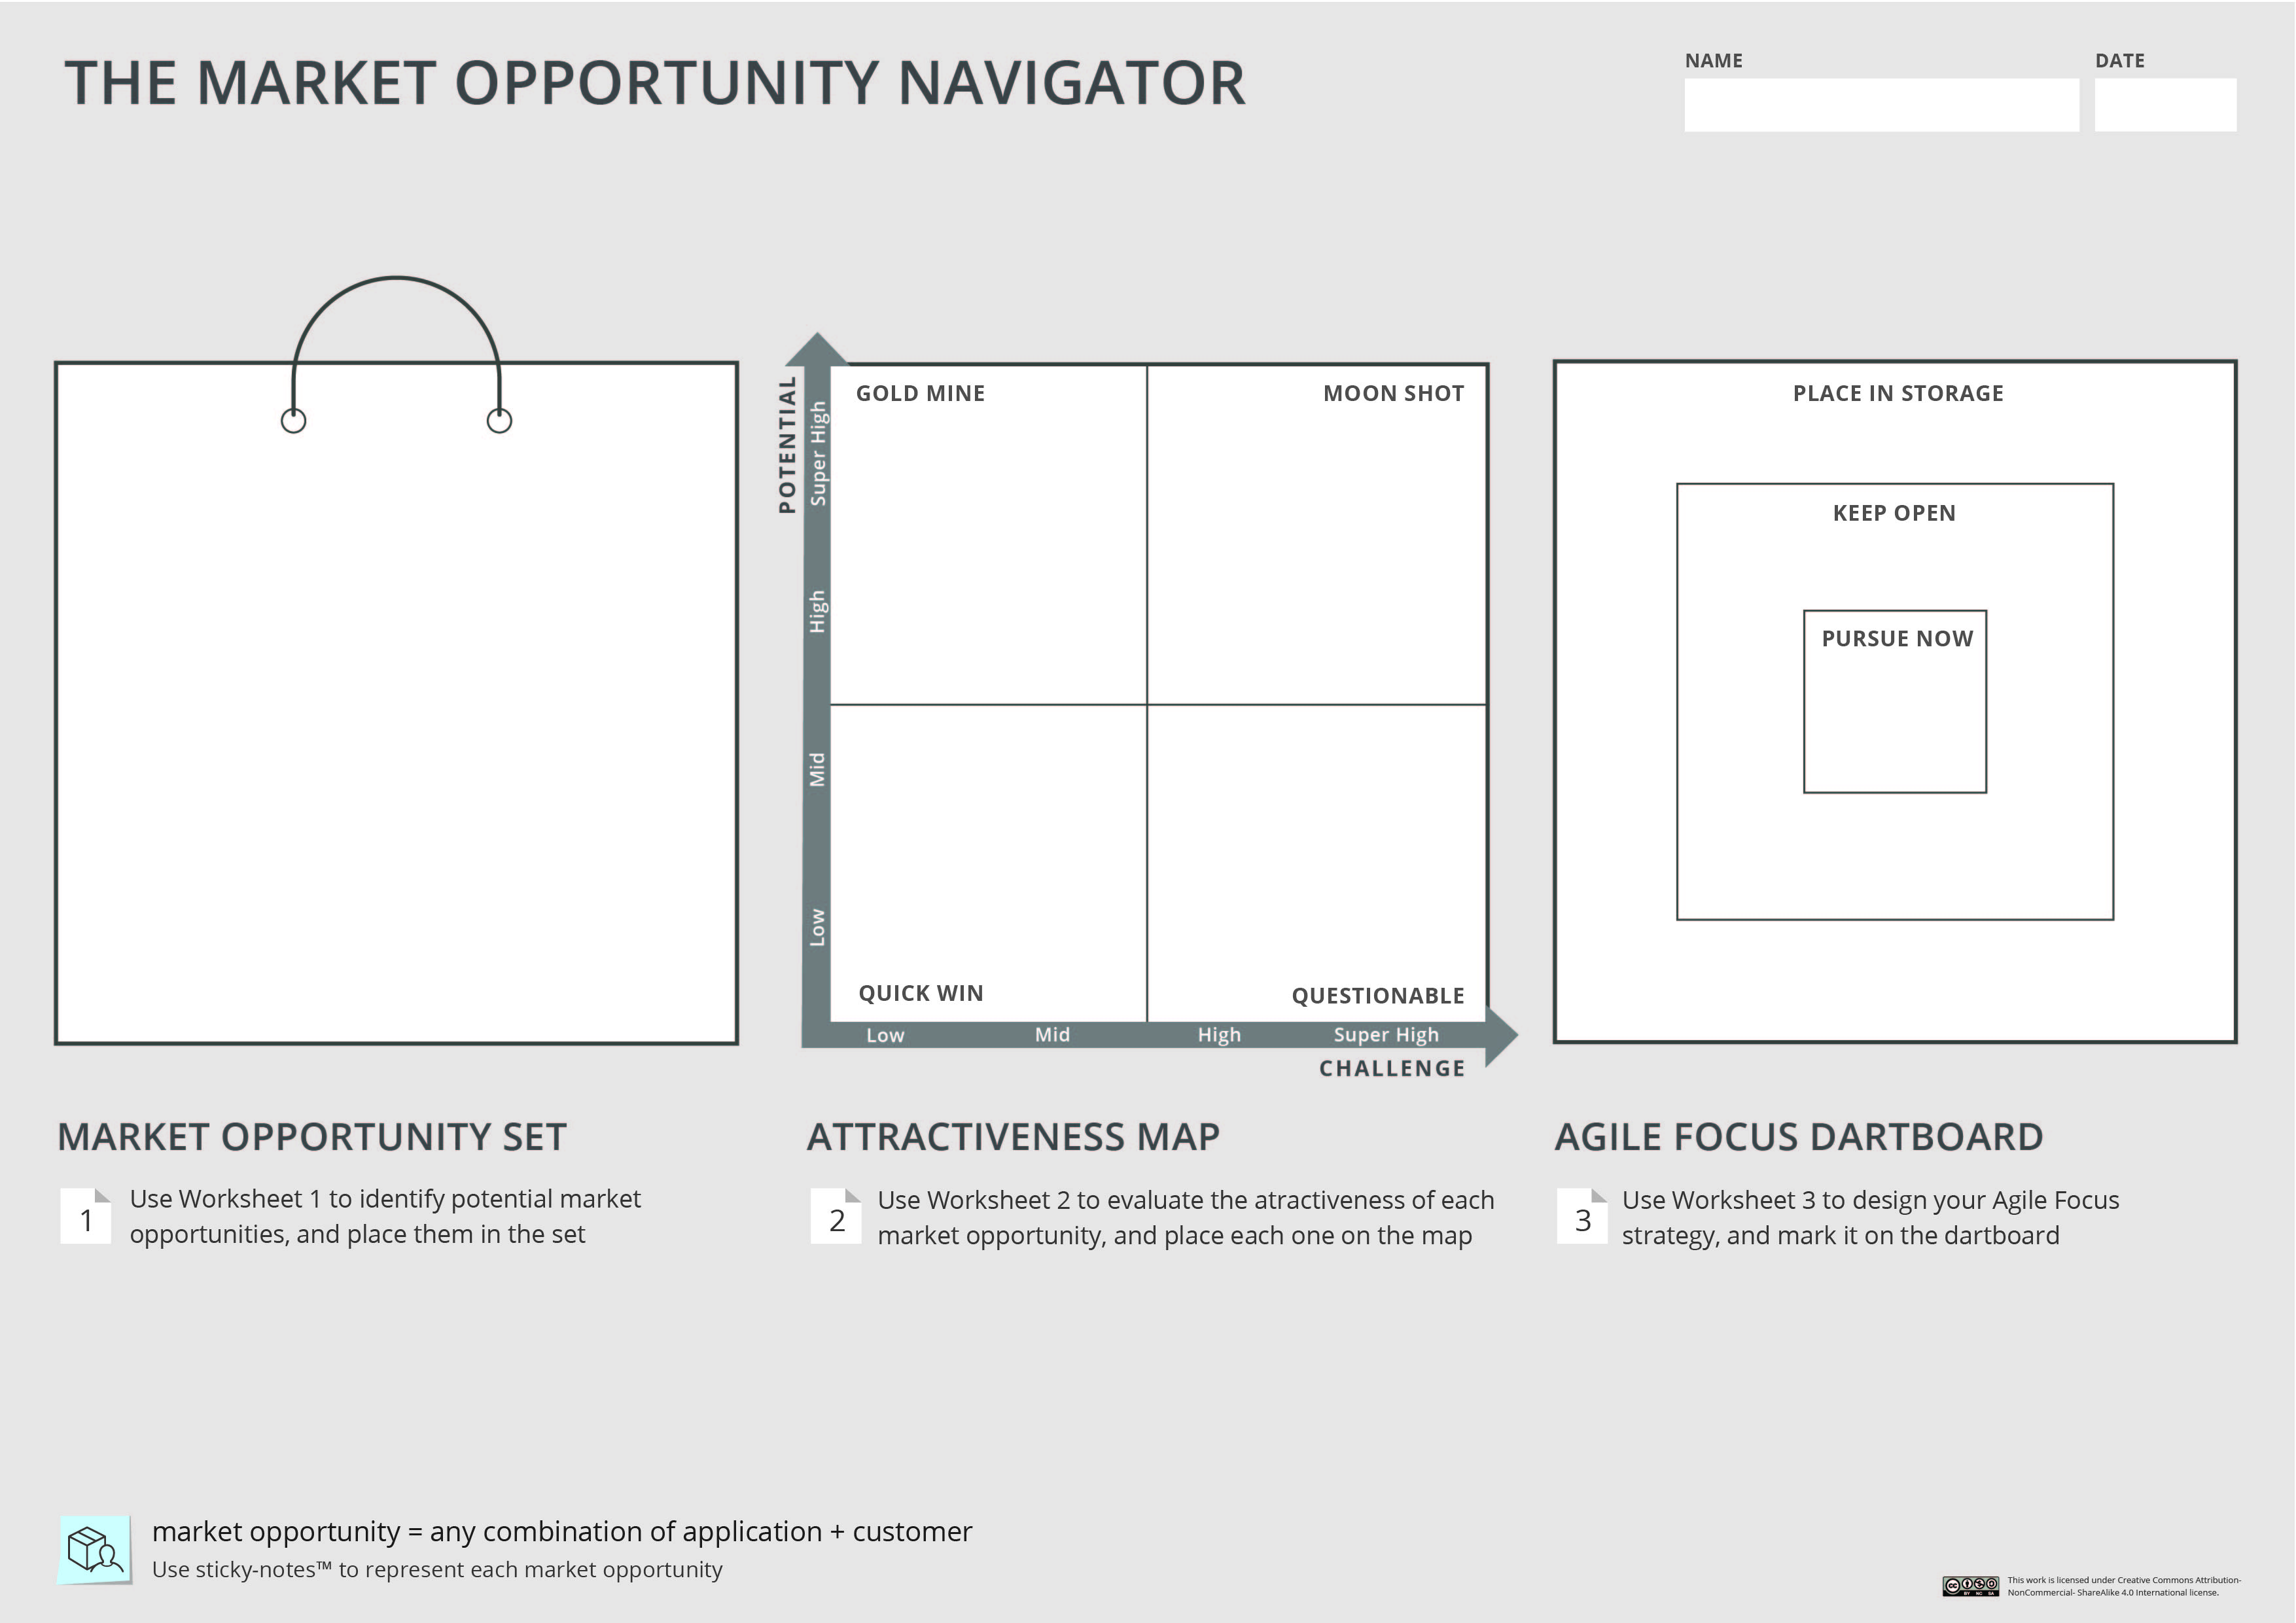 THE MARKET OPPORTUNITY NAVIGATOR
NAME
DATE
POTENTIAL
Super High
High
Mid
Low
GOLD MINE
MOON SHOT
QUICK WIN
QUESTIONABLE
Low
Mid
High
Super High
CHALLENGE
PLACE IN STORAGE
KEEP OPEN
PURSUE NOW
MARKET OPPORTUNITY SET
1
Use Worksheet 1 to identify potential market
opportunities, and place them in the set
ATTRACTIVENESS MAP
2
Use Worksheet 2 to evaluate the atractiveness of each
market opportunity, and place each one on the map
AGILE FOCUS DARTBOARD
3
Use Worksheet 3 to design your Agile Focus
strategy, and mark it on the dartboard
market opportunity = any combination of application + customer
Use sticky-notes™ to represent each market opportunity
cc
BY NC SA
This work is licensed under Creative Commons Attribution-
NonCommercial- ShareAlike 4.0 International license.